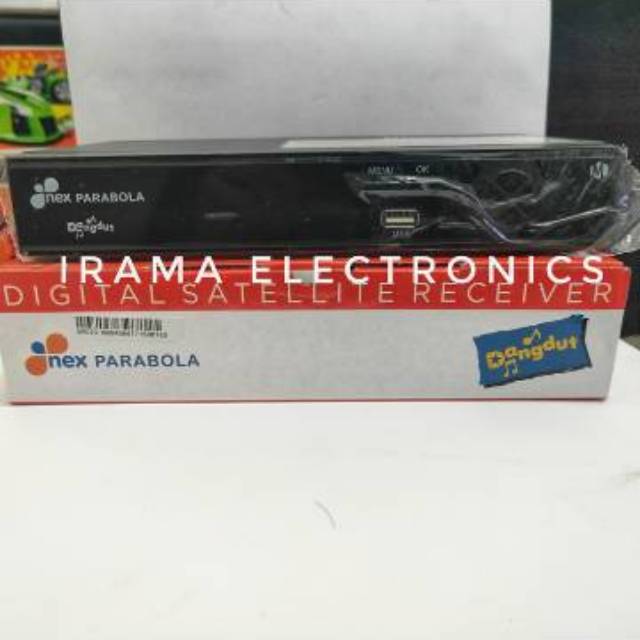 MENU OK
nex PARABOLA
Dangdut
IRAMA ELECTRONICS
DIGITAL SATELLITE RECEIVER
nex PARABOLA
Dangdut